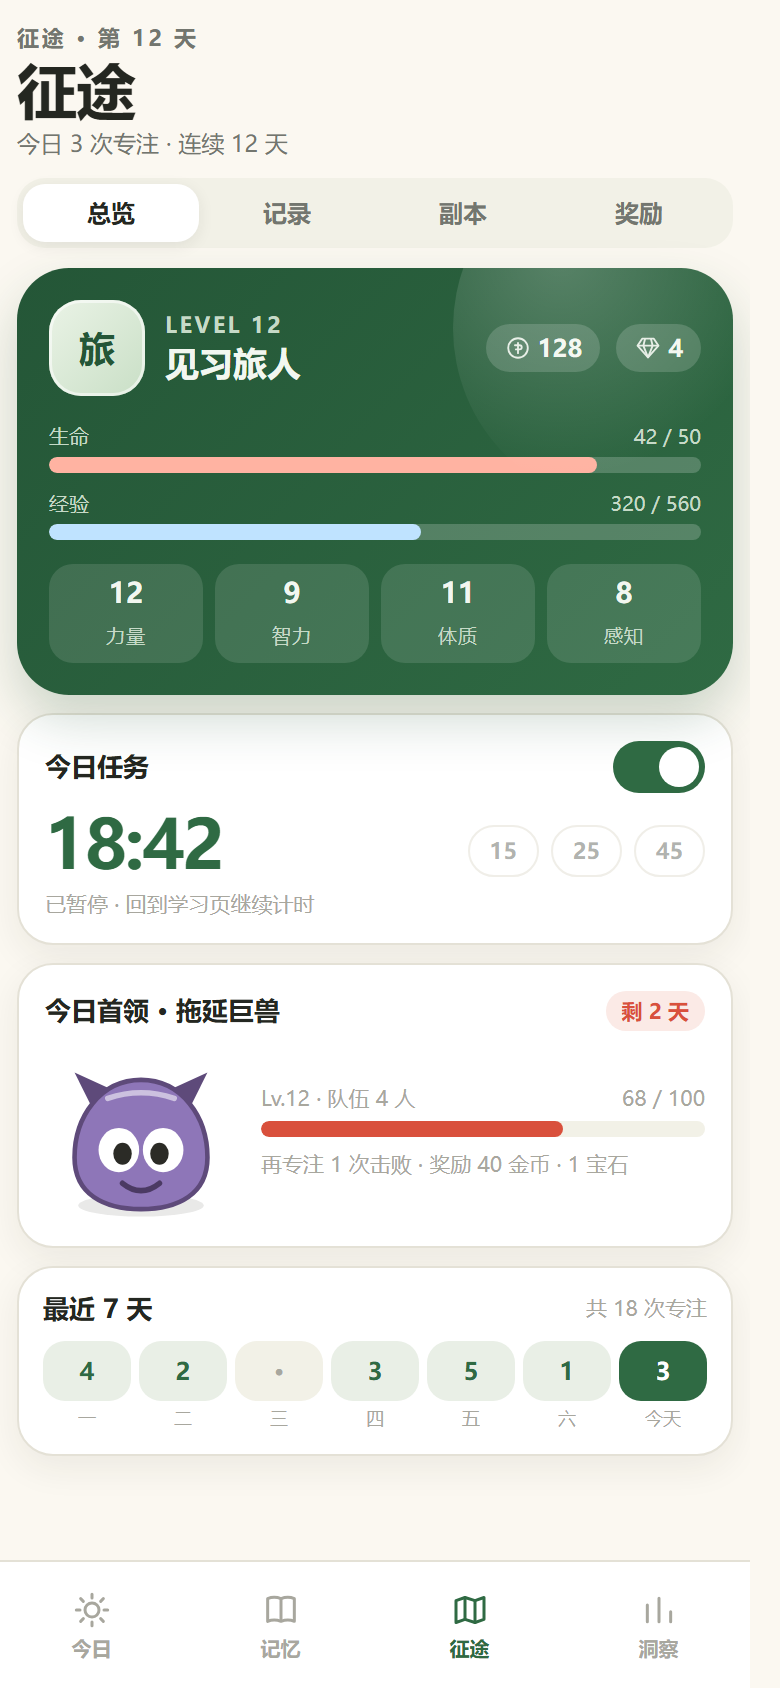 征途 • 第 12 天
征途
今日 3 次专注 · 连续 12 天
总览 记录 副本 奖励
旅
LEVEL 12
见习旅人
128 4
生命 42 / 50
经验 320 / 560
12 9 11 8
力量 智力 体质 感知
今日任务
18:42
15 25 45
已暂停 · 回到学习页继续计时
今日首领 • 拖延巨兽 剩 2 天
Lv.12 · 队伍 4 人 68 / 100
再专注 1 次击败 · 奖励 40 金币 · 1 宝石
最近 7 天 共 18 次专注
4 2 • 3 5 1 3
一 二 三 四 五 六 今天
今日 记忆 征途 洞察